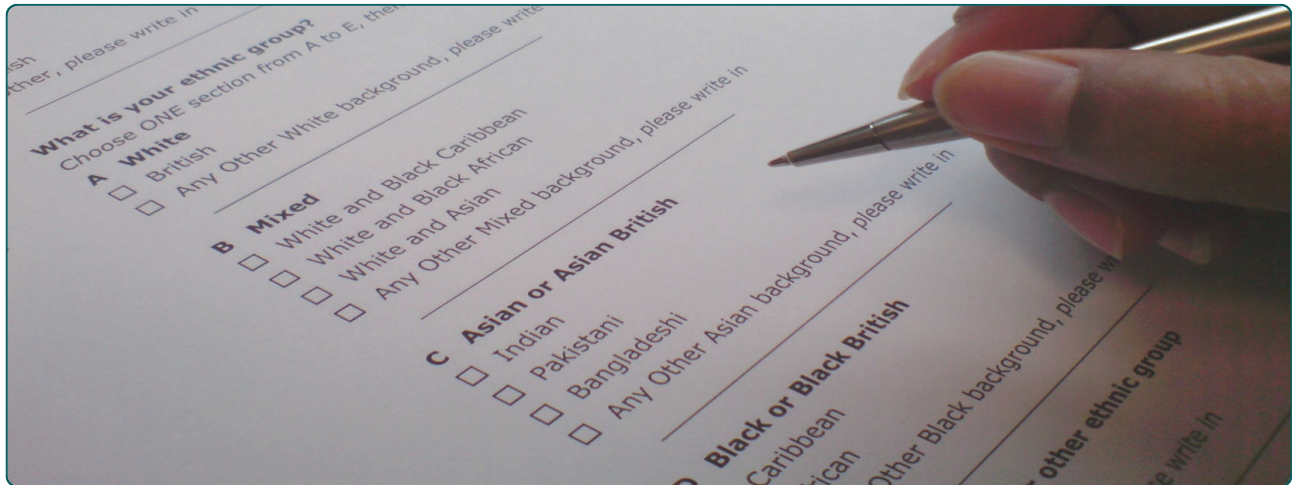 ish
other, please write in
What is your ethnic group?
Choose ONE section from A to E, then
A White
British
Any Other White background, please write
B Mixed
White and Black Caribbean
White and Black African
White and Asian
Any Other Mixed background, please write in
C Asian or Asian British
Indian
Pakistani
Bangladeshi
Any Other Asian background, please write in
D Black or Black British
Caribbean
rican
Other Black background, please w
other ethnic group
se write in